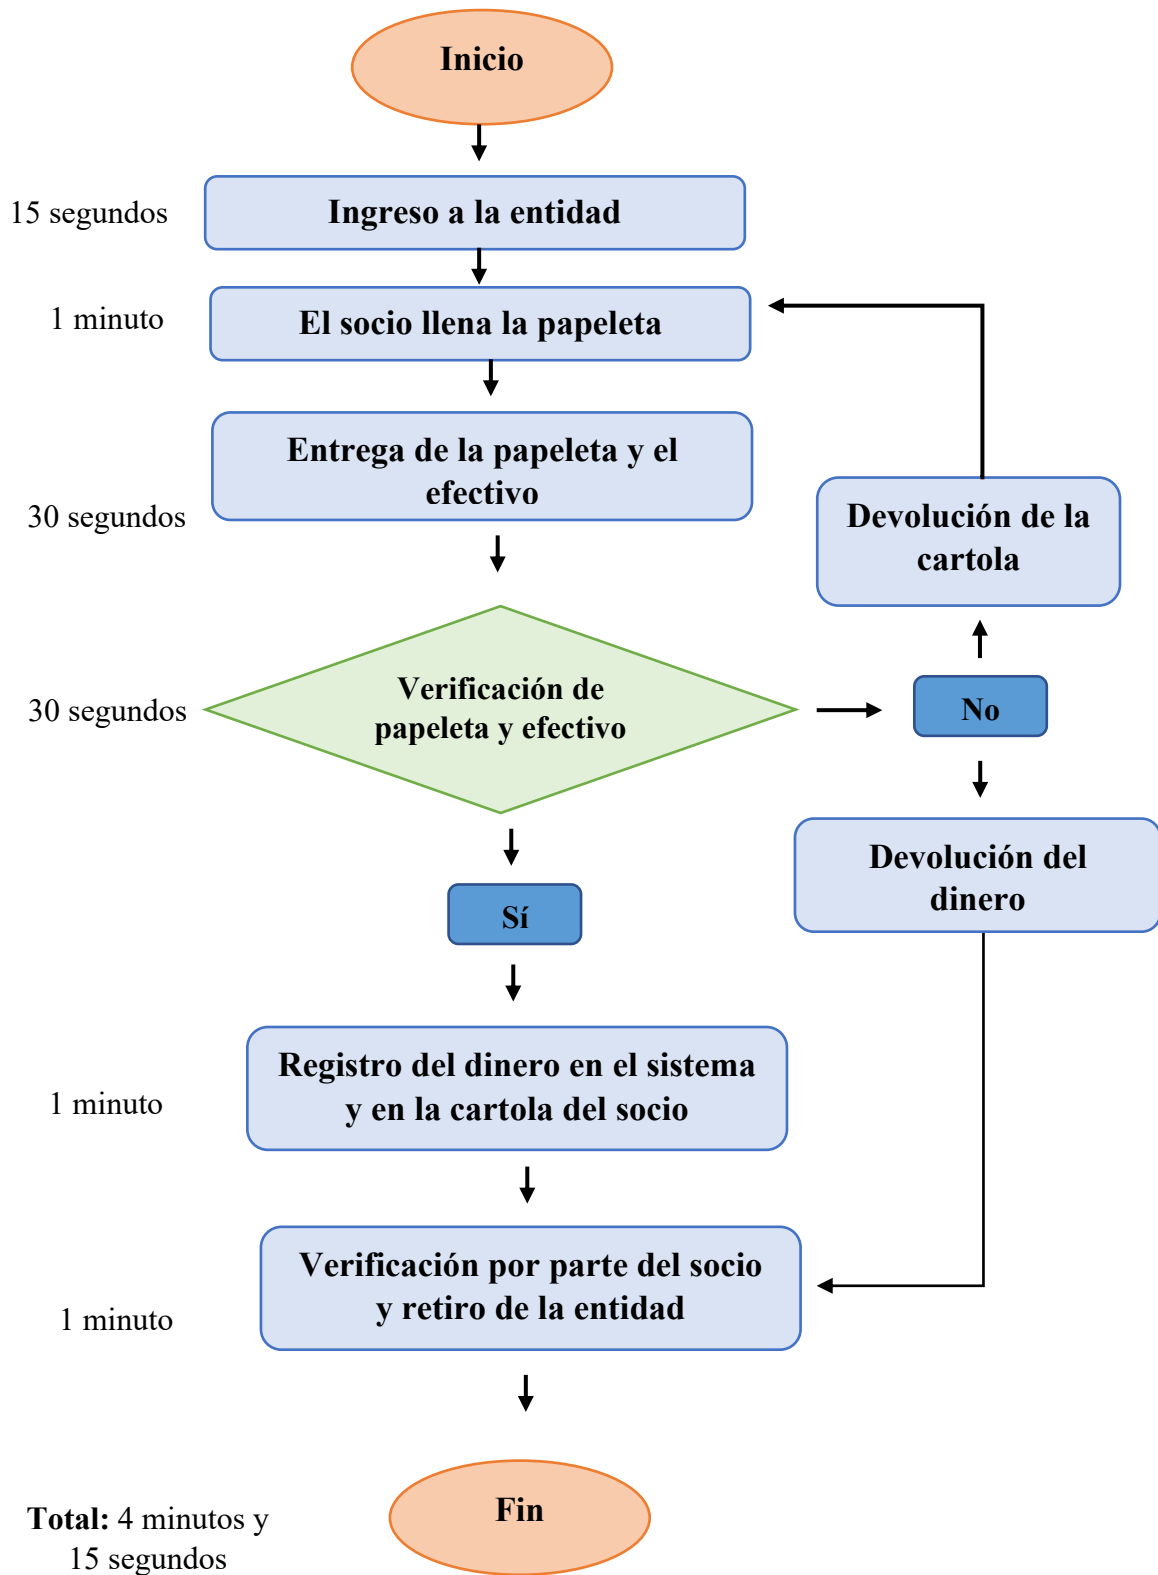 Inicio
15 segundos
Ingreso a la entidad
1 minuto
El socio llena la papeleta
Entrega de la papeleta y el
efectivo
30 segundos
Devolución de la
cartola
30 segundos
Verificación de
papeleta y efectivo
No
Devolución del
dinero
Sí
Registro del dinero en el sistema
y en la cartola del socio
1 minuto
Verificación por parte del socio
y retiro de la entidad
1 minuto
Fin
Total: 4 minutos y
15 segundos